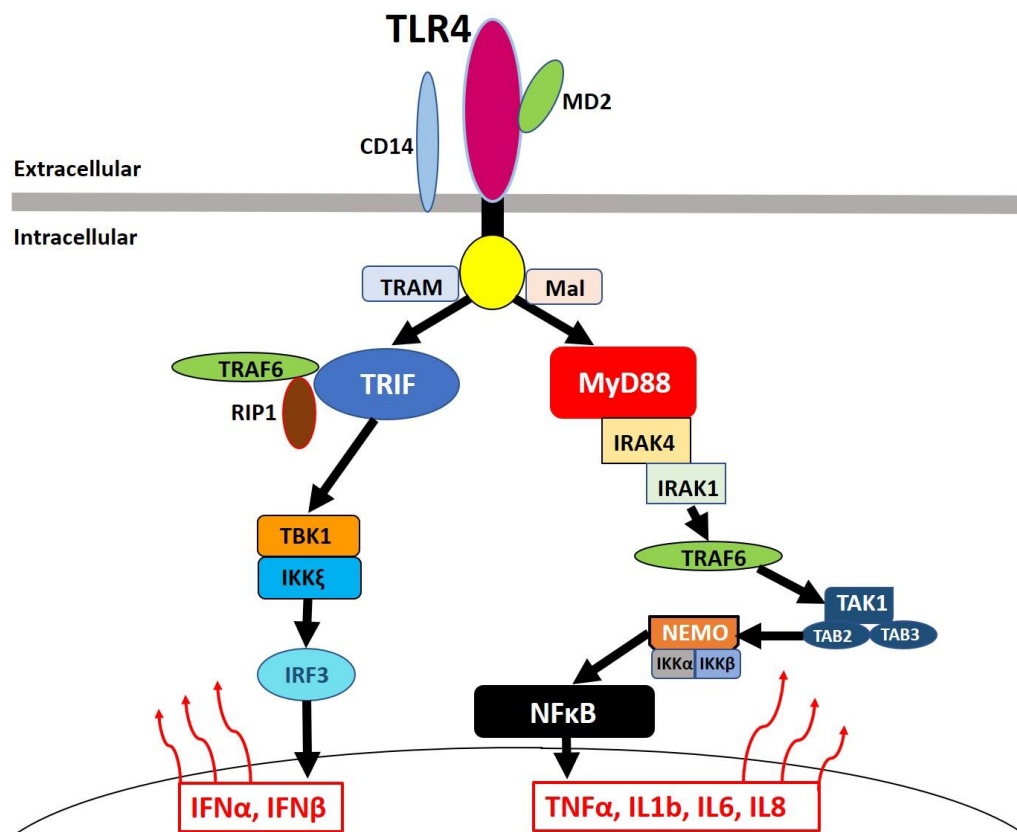 TLR4
MD2
CD14
Extracellular
Intracellular
TRAM
Mal
TRAF6
TRIF
RIP1
MyD88
IRAK4
IRAK1
TBK1
IKKξ
TRAF6
TAK1
TAB2
TAB3
NEMO
IKKα
IKKβ
IRF3
NFκB
IFNα, IFNβ
TNFα, IL1b, IL6, IL8